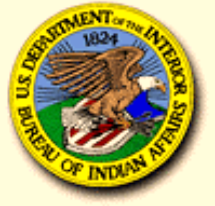 U.S. DEPARTMENT OF THE INTERIOR
1824
BUREAU OF INDIAN AFFAIRS